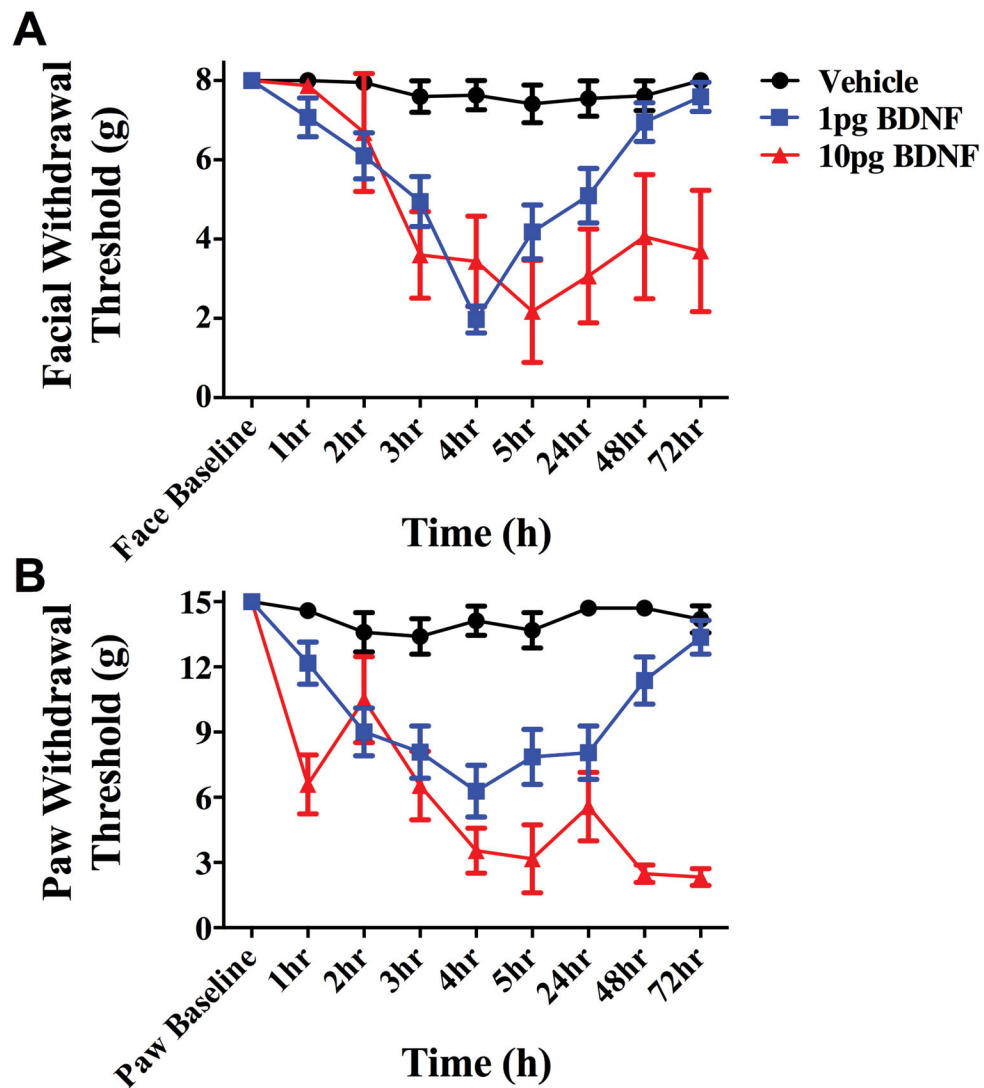 A
Facial Withdrawal
Threshold (g)
8
6
4
2
0
Face Baseline
1hr
2hr
3hr
4hr
5hr
24hr
48hr
72hr
Time (h)
Vehicle
1pg BDNF
10pg BDNF
B
Paw Withdrawal
Threshold (g)
15
12
9
6
3
0
Paw Baseline
1hr
2hr
3hr
4hr
5hr
24hr
48hr
72hr
Time (h)